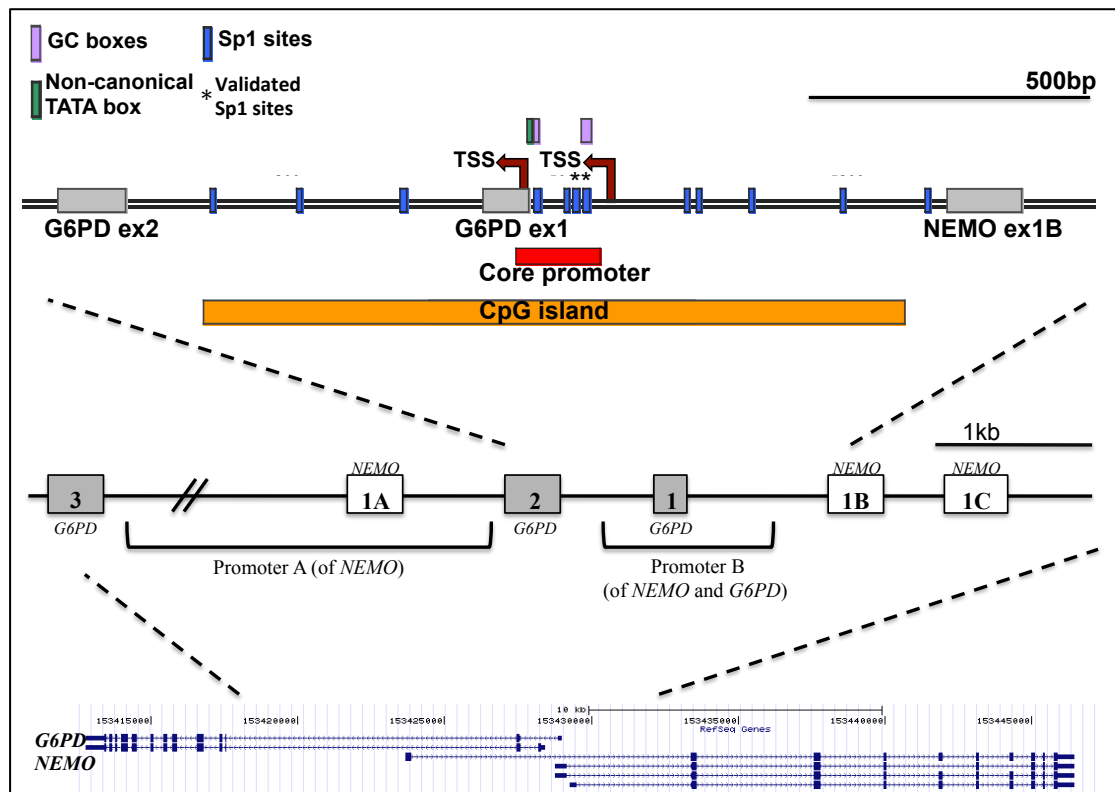 GC boxes
Sp1 sites
Non-canonical
TATA box
*Validated
Sp1 sites
500bp
TSS
TSS
**
G6PD ex2
G6PD ex1
NEMO ex1B
Core promoter
CpG island
1kb
NEMO
NEMO
NEMO
3
1A
2
1
1B
1C
G6PD
G6PD
G6PD
Promoter A (of NEMO)
Promoter B
(of NEMO and G6PD)
10 kb
153415000
153420000
153425000
153430000
153435000
153440000
153445000
RefSeq Genes
G6PD
NEMO